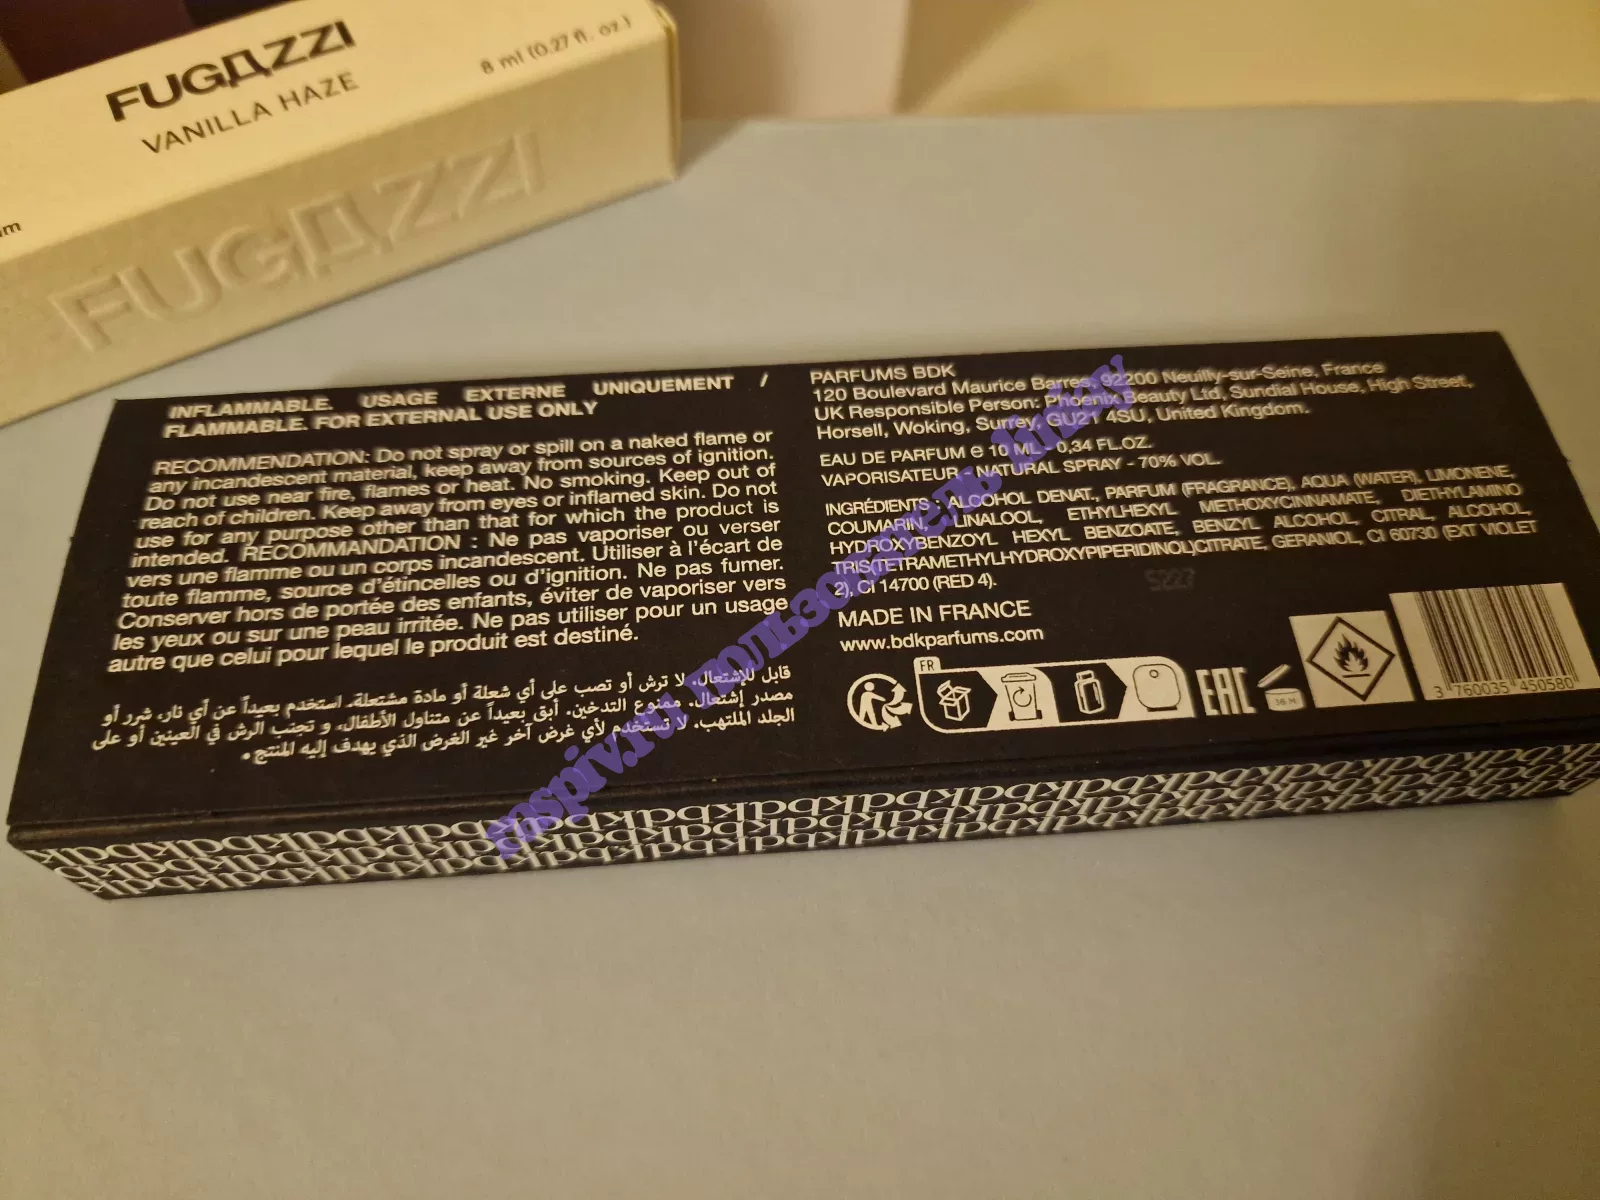 FUGAZZI
VANILLA HAZE
8 ml (0.27 fl. oz.)
FUGAZZI
INFLAMMABLE. USAGE EXTERNE UNIQUEMENT /
FLAMMABLE. FOR EXTERNAL USE ONLY
RECOMMENDATION: Do not spray or spill on a naked flame or
any incandescent material, keep away from sources of ignition.
Do not use near fire, flames or heat. No smoking. Keep out of
reach of children. Keep away from eyes or inflamed skin. Do not
use for any purpose other than that for which the product is
intended. RECOMMANDATION : Ne pas vaporiser ou verser
vers une flamme ou un corps incandescent. Utiliser à l'écart de
toute flamme, source d'étincelles ou d'ignition. Ne pas fumer.
Conserver hors de portée des enfants, éviter de vaporiser vers
les yeux ou sur une peau irritée. Ne pas utiliser pour un usage
autre que celui pour lequel le produit est destiné.
قابل للإشتعال. لا ترش أو تصب على أي شعلة أو مادة مشتعلة. استخدم بعيداً عن أي نار، شرر أو
مصدر إشتعال. ممنوع التدخين. أبق بعيداً عن متناول الأطفال، و تجنب الرش في العينين أو على
الجلد الملتهب. لا تستخدم لأي غرض آخر غير الغرض الذي يهدف إليه المنتج.
PARFUMS BDK
120 Boulevard Maurice Barres, 92200 Neuilly-sur-Seine, France
UK Responsible Person: Phoenix Beauty Ltd, Sundial House, High Street,
Horsell, Woking, Surrey, GU21 4SU, United Kingdom.
EAU DE PARFUM e 10 ML - 0,34 FL.OZ.
VAPORISATEUR / NATURAL SPRAY - 70% VOL.
INGRÉDIENTS : ALCOHOL DENAT., PARFUM (FRAGRANCE), AQUA (WATER), LIMONENE,
COUMARIN, LINALOOL, ETHYLHEXYL METHOXYCINNAMATE, DIETHYLAMINO
HYDROXYBENZOYL HEXYL BENZOATE, BENZYL ALCOHOL, CITRAL, ALCOHOL,
TRIS(TETRAMETHYLHYDROXYPIPERIDINOL)CITRATE, GERANIOL, CI 60730 (EXT VIOLET
2), CI 14700 (RED 4).
MADE IN FRANCE
www.bdkparfums.com
FR
EAC
36 M
3 760035 450580